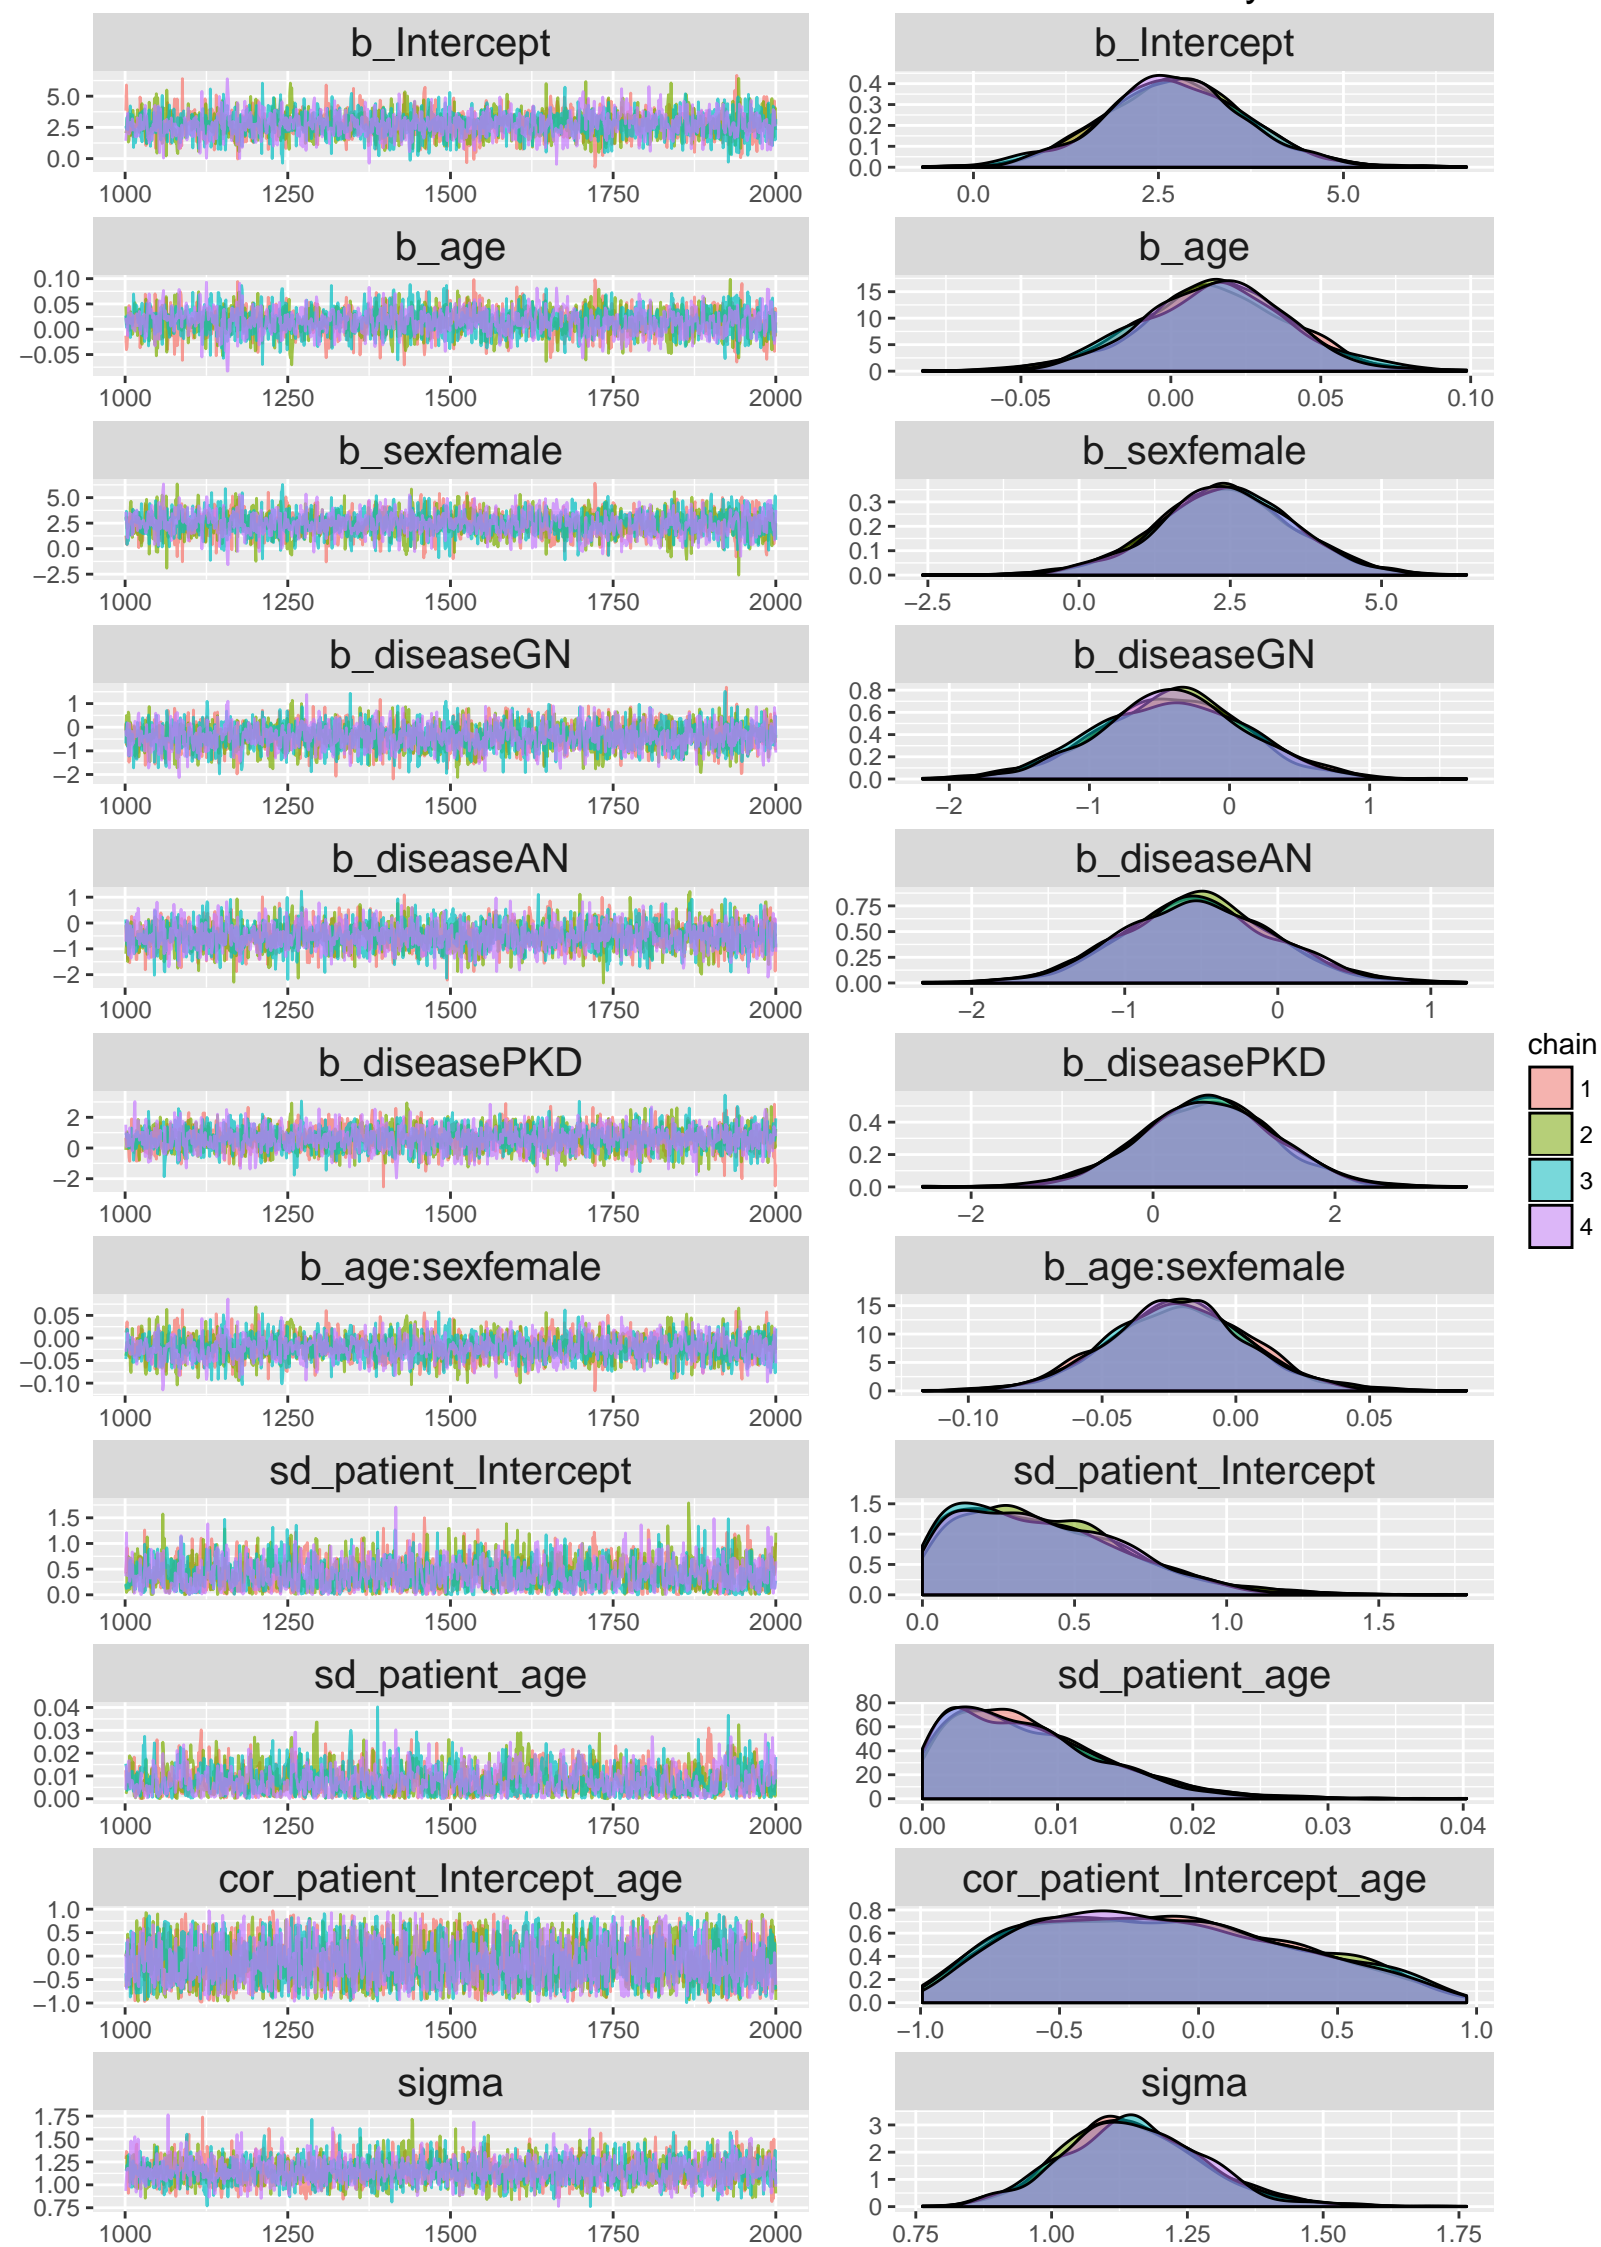 b_Intercept b_Intercept
5.0
2.5
0.0
1000 1250 1500 1750 2000
0.4
0.3
0.2
0.1
0.0
0.0 2.5 5.0
b_age b_age
0.10
0.05
0.00
−0.05
1000 1250 1500 1750 2000
15
10
5
0
−0.05 0.00 0.05 0.10
b_sexfemale b_sexfemale
5.0
2.5
0.0
−2.5
1000 1250 1500 1750 2000
0.3
0.2
0.1
0.0
−2.5 0.0 2.5 5.0
b_diseaseGN b_diseaseGN
1
0
−1
−2
1000 1250 1500 1750 2000
0.8
0.6
0.4
0.2
0.0
−2 −1 0 1
b_diseaseAN b_diseaseAN
1
0
−1
−2
1000 1250 1500 1750 2000
0.75
0.50
0.25
0.00
−2 −1 0 1
b_diseasePKD b_diseasePKD
2
0
−2
1000 1250 1500 1750 2000
0.4
0.2
0.0
−2 0 2
chain
1
2
3
4
b_age:sexfemale b_age:sexfemale
0.05
0.00
−0.05
−0.10
1000 1250 1500 1750 2000
15
10
5
0
−0.10 −0.05 0.00 0.05
sd_patient_Intercept sd_patient_Intercept
1.5
1.0
0.5
0.0
1000 1250 1500 1750 2000
1.5
1.0
0.5
0.0
0.0 0.5 1.0 1.5
sd_patient_age sd_patient_age
0.04
0.03
0.02
0.01
0.00
1000 1250 1500 1750 2000
80
60
40
20
0
0.00 0.01 0.02 0.03 0.04
cor_patient_Intercept_age cor_patient_Intercept_age
1.0
0.5
0.0
−0.5
−1.0
1000 1250 1500 1750 2000
0.8
0.6
0.4
0.2
0.0
−1.0 −0.5 0.0 0.5 1.0
sigma sigma
1.75
1.50
1.25
1.00
0.75
1000 1250 1500 1750 2000
3
2
1
0
0.75 1.00 1.25 1.50 1.75